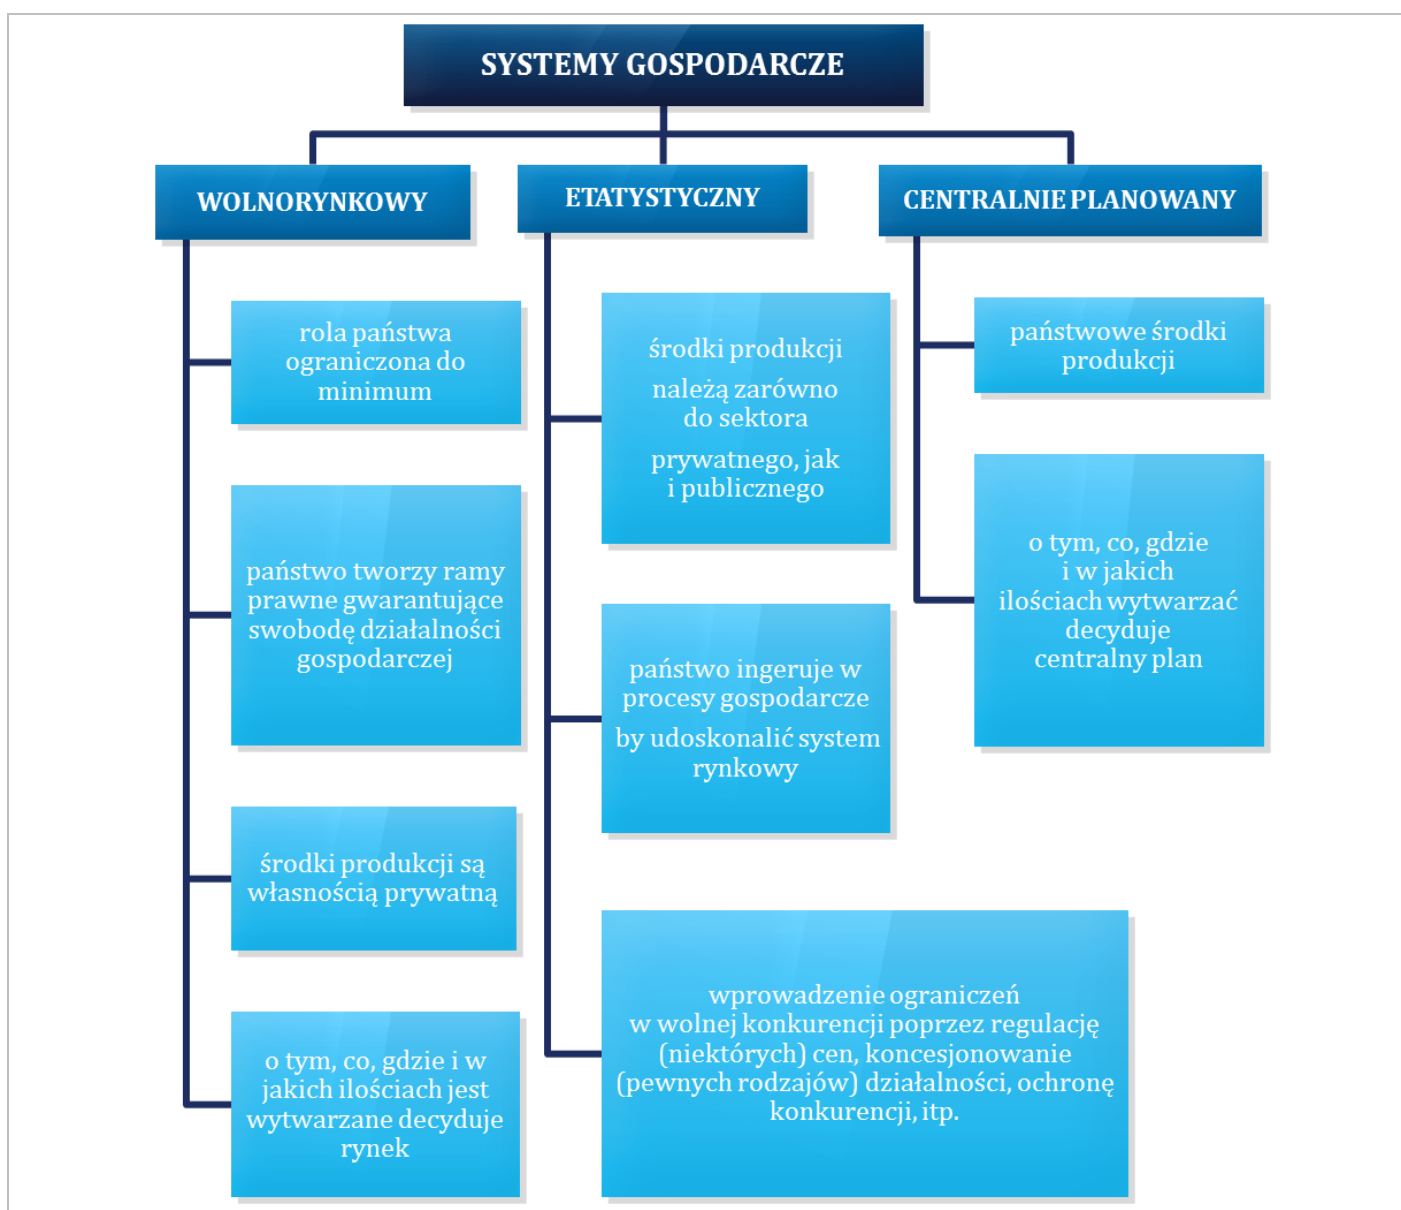 SYSTEMY GOSPODARCZE
WOLNORYNKOWY
rola państwa
ograniczona do
minimum
państwo tworzy ramy
prawne gwarantujące
swobodę działalności
gospodarczej
środki produkcji są
własnością prywatną
o tym, co, gdzie i w
jakich ilościach jest
wytwarzane decyduje
rynek
ETATYSTYCZNY
środki produkcji
należą zarówno
do sektora
prywatnego, jak
i publicznego
państwo ingeruje w
procesy gospodarcze
by udoskonalić system
rynkowy
wprowadzenie ograniczeń
w wolnej konkurencji poprzez regulację
(niektórych) cen, koncesjonowanie
(pewnych rodzajów) działalności, ochronę
konkurencji, itp.
CENTRALNIE PLANOWANY
państwowe środki
produkcji
o tym, co, gdzie
i w jakich
ilościach wytwarzać
decyduje
centralny plan